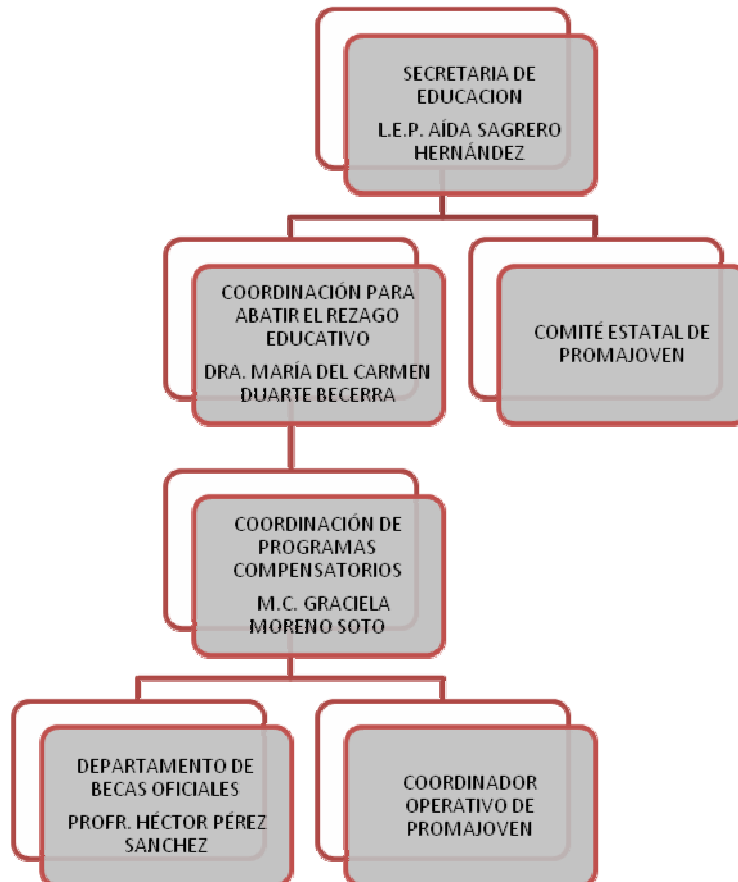 SECRETARIA DE
EDUCACION
L.E.P. AÍDA SAGRERO
HERNÁNDEZ
COORDINACIÓN PARA
ABATIR EL REZAGO
EDUCATIVO
DRA. MARÍA DEL CARMEN
DUARTE BECERRA
COMITÉ ESTATAL DE
PROMAJOVEN
COORDINACIÓN DE
PROGRAMAS
COMPENSATORIOS
M.C. GRACIELA
MORENO SOTO
DEPARTAMENTO DE
BECAS OFICIALES
PROFR. HÉCTOR PÉREZ
SANCHEZ
COORDINADOR
OPERATIVO DE
PROMAJOVEN